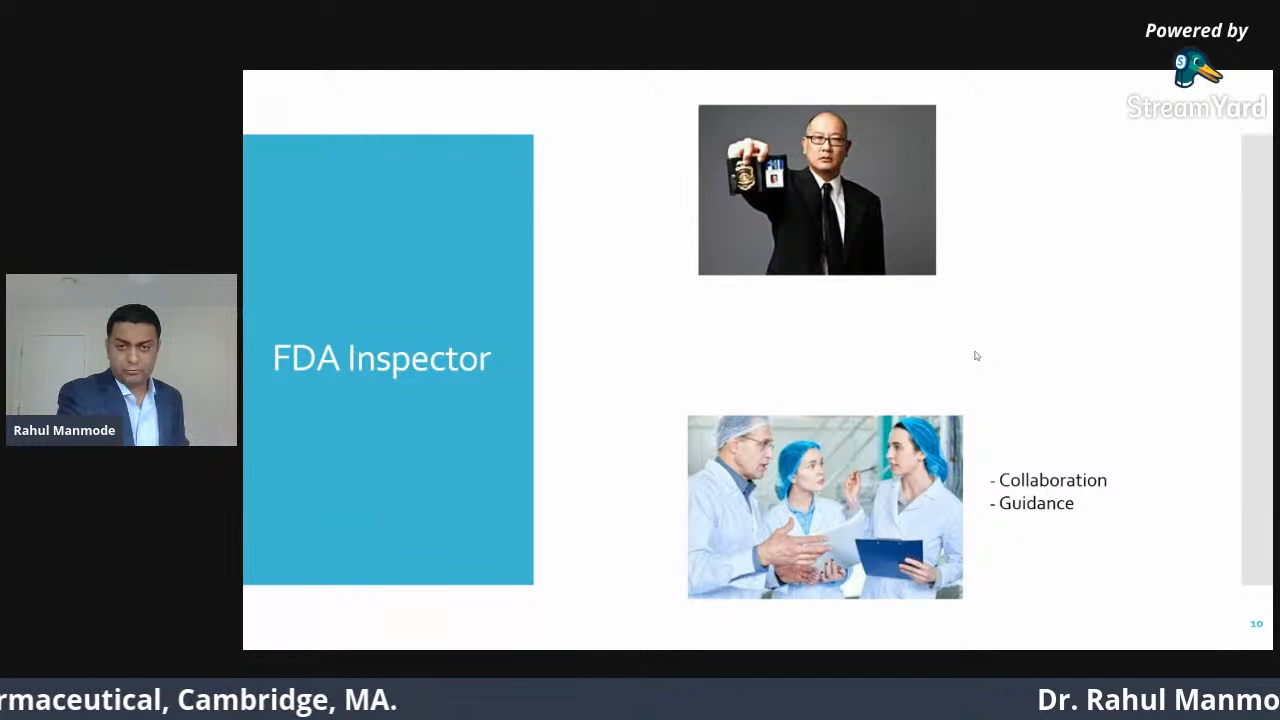 Powered by
StreamYard
FDA Inspector
Rahul Manmode
- Collaboration
- Guidance
10
rmaceutical, Cambridge, MA.
Dr. Rahul Manmo